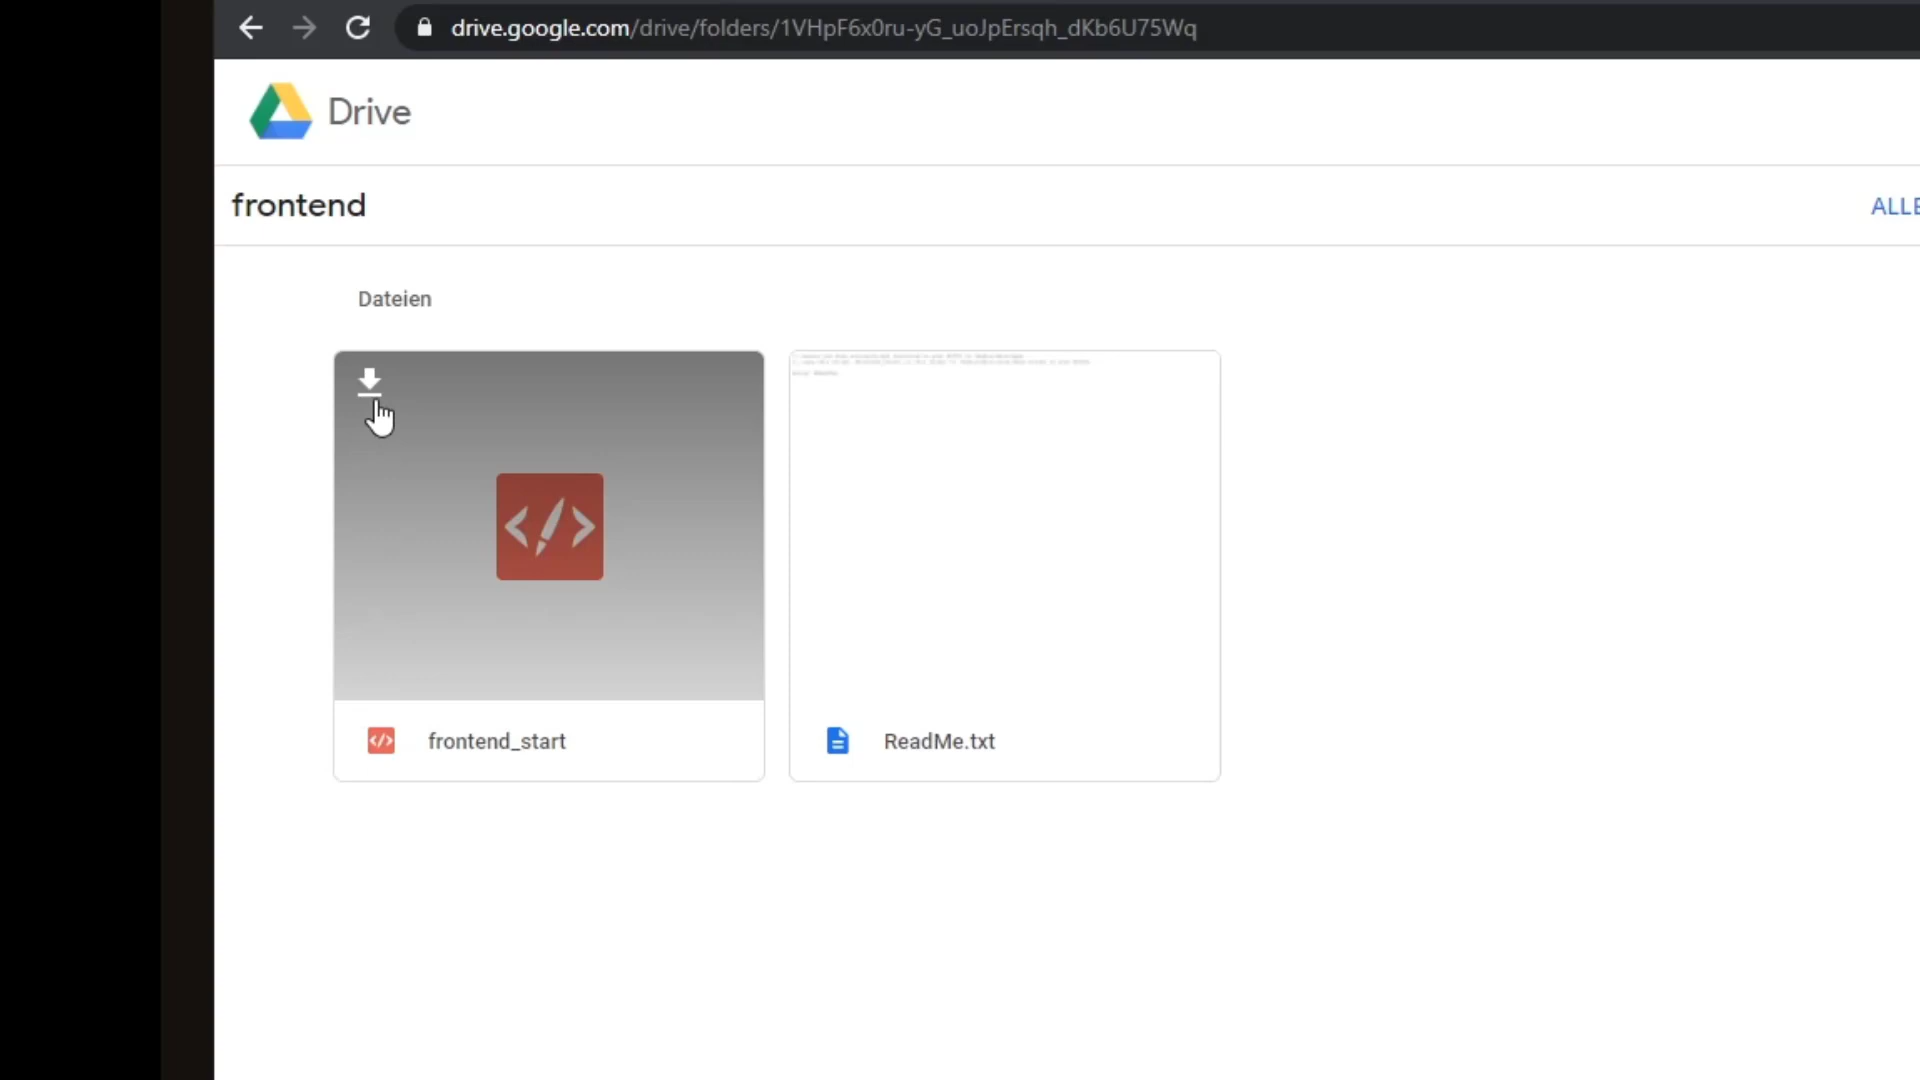 drive.google.com/drive/folders/1VHpF6x0ru-yG_uoJpErsqh_dKb6U75Wq
Drive
frontend
ALLE
Dateien
frontend_start
ReadMe.txt